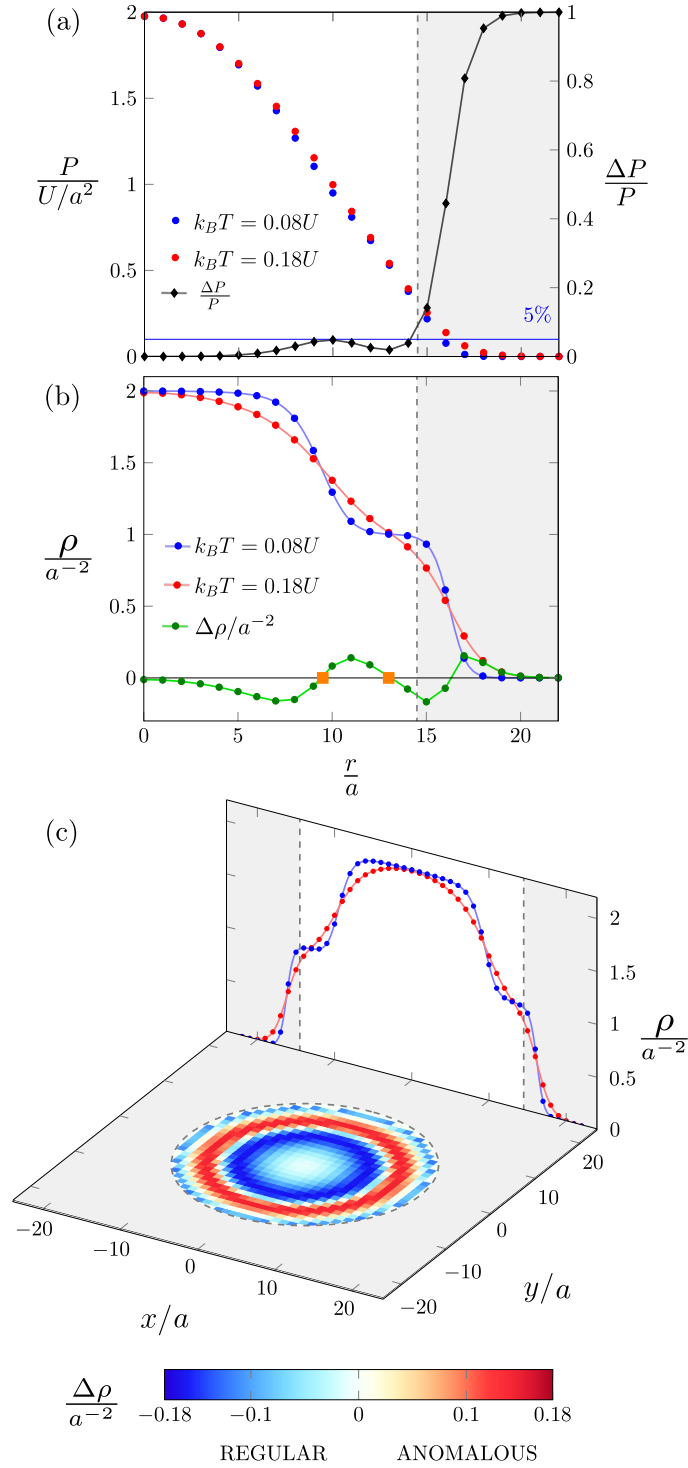 (a)
2
1.5
1
0.5
0
P
U/a²
1
0.8
0.6
0.4
0.2
0
ΔP
P
k_BT = 0.08U
k_BT = 0.18U
ΔP
P
5%
(b)
2
1.5
1
0.5
0
ρ
a⁻²
k_BT = 0.08U
k_BT = 0.18U
Δρ/a⁻²
0 5 10 15 20
r
a
(c)
2
1.5
1
0.5
0
ρ
a⁻²
−20 −10 0 10 20
x/a
−20 −10 0 10 20
y/a
Δρ
a⁻²
−0.18 −0.1 0 0.1 0.18
REGULAR ANOMALOUS